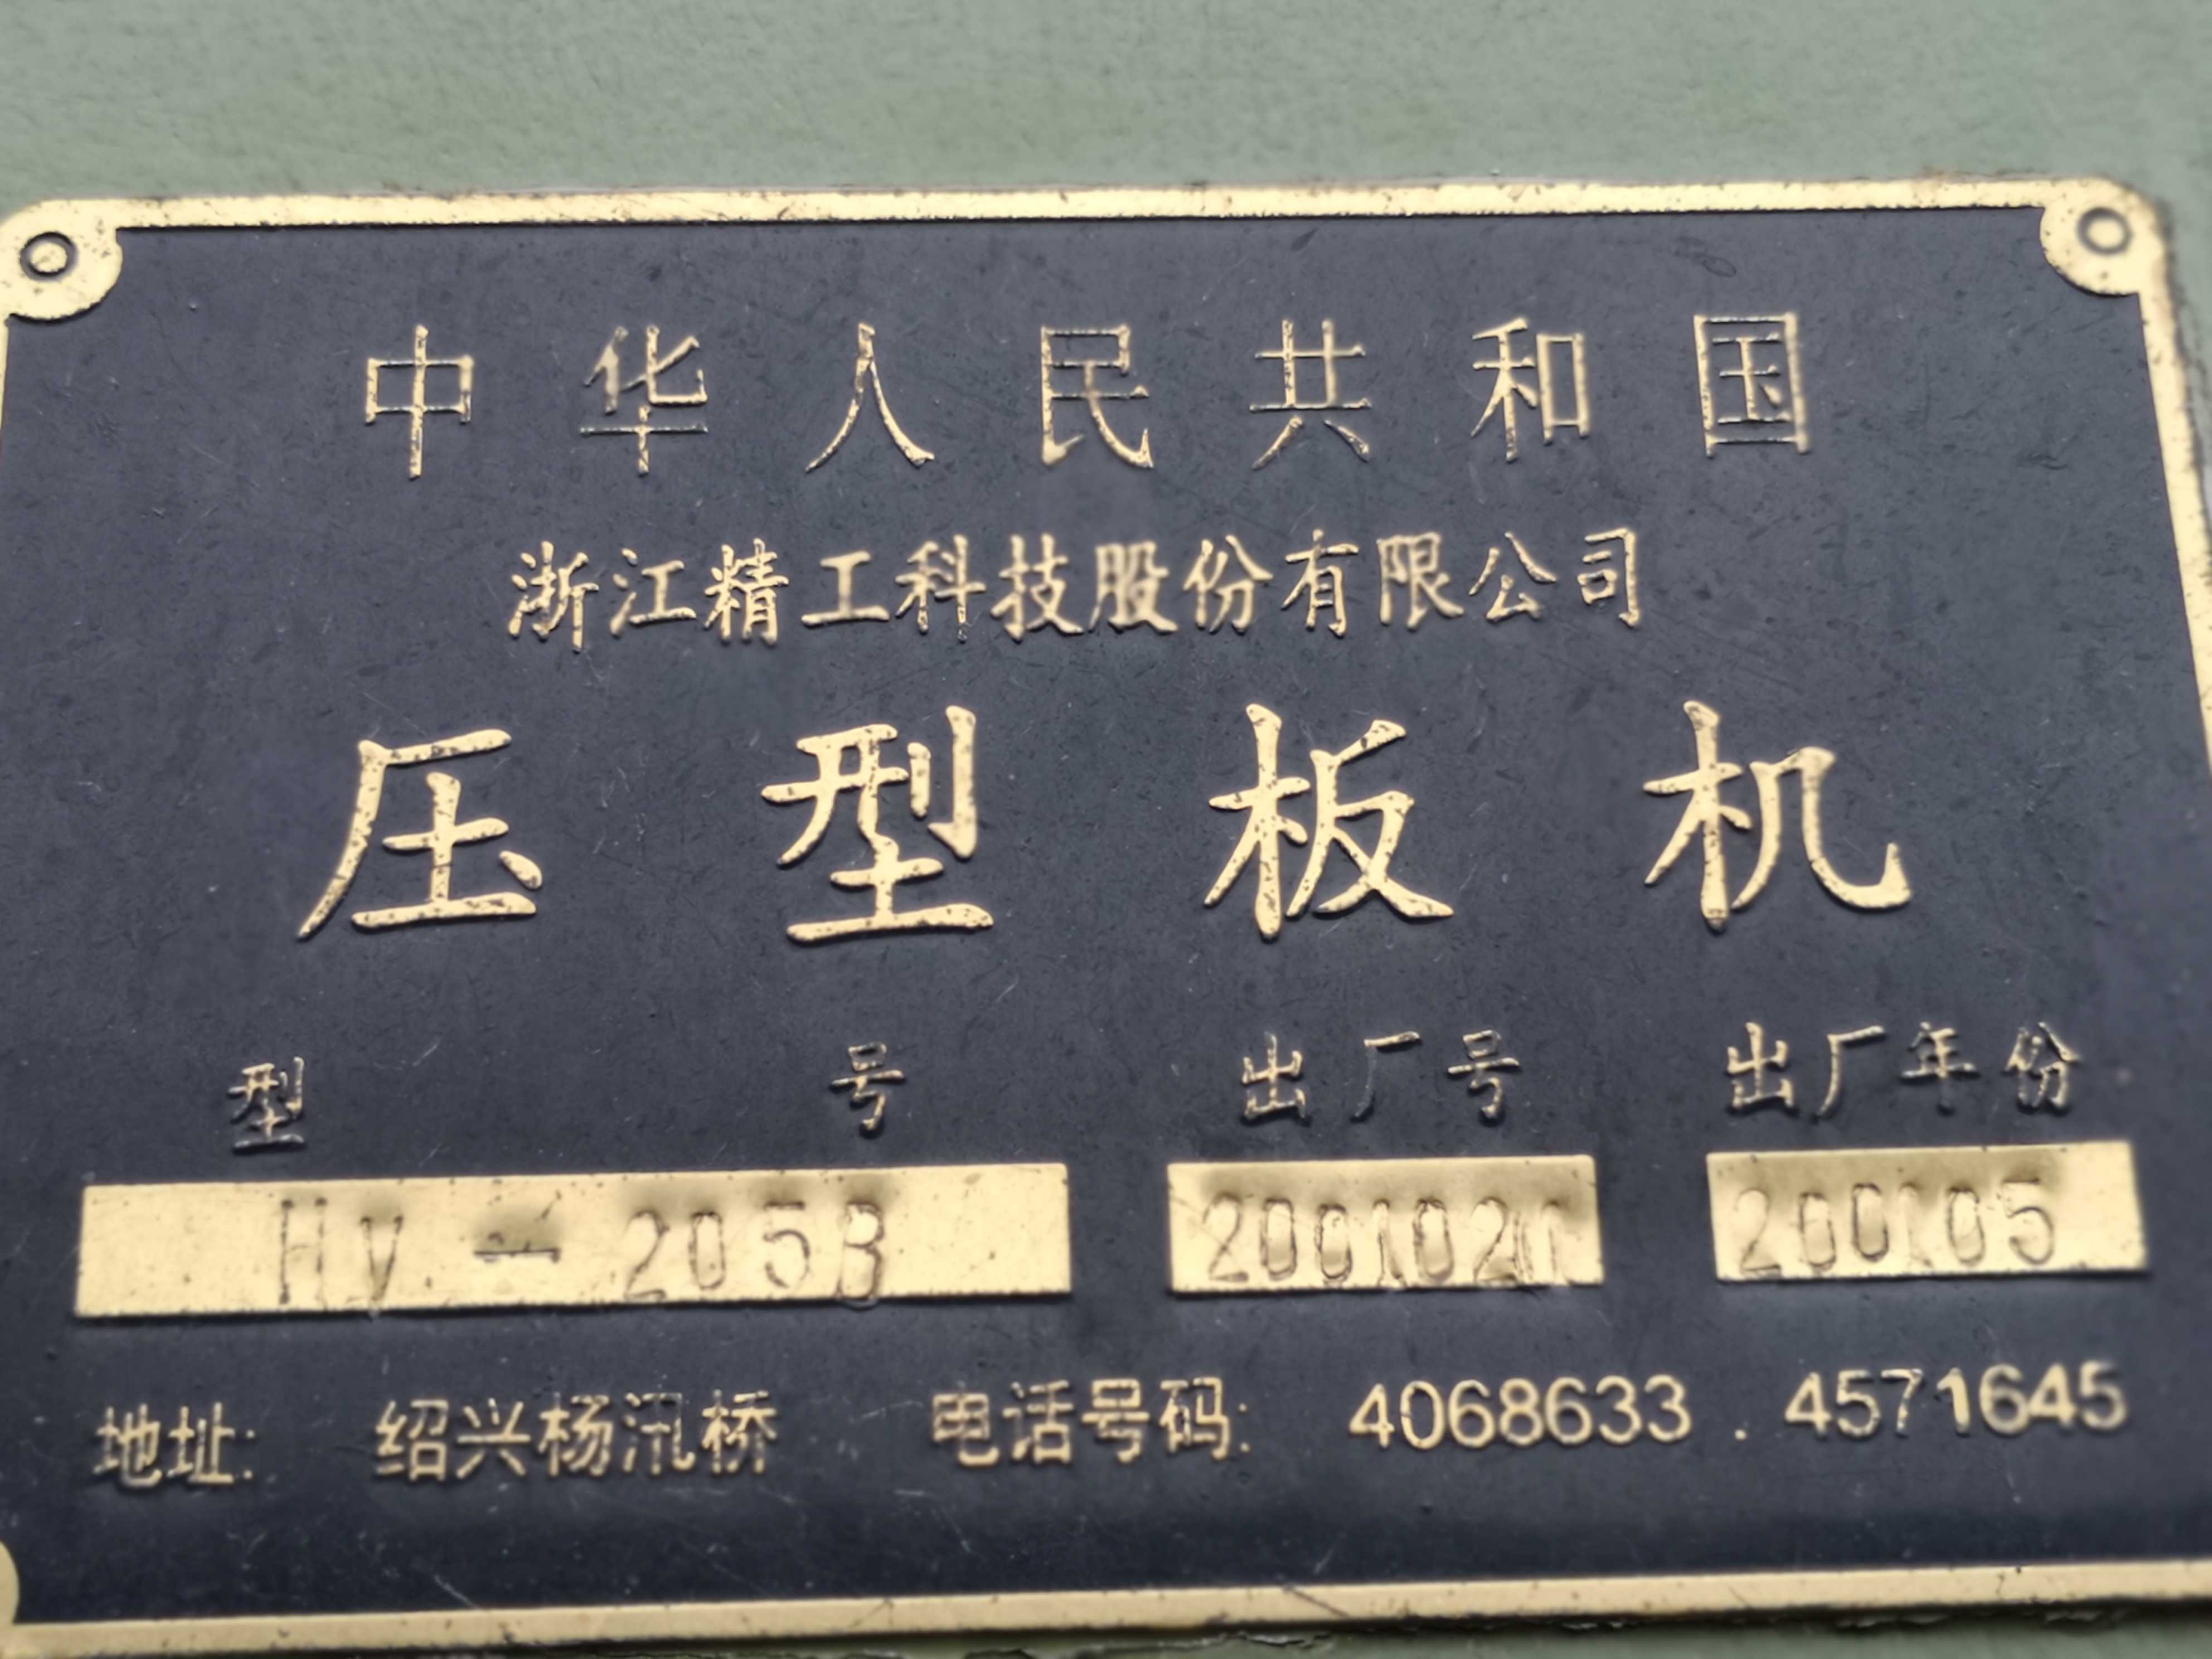 中华人民共和国
浙江精工科技股份有限公司
压型板机
型号 出厂号 出厂年份
HV-205B 200105
地址: 绍兴杨汛桥 电话号码: 4068633 . 4571645